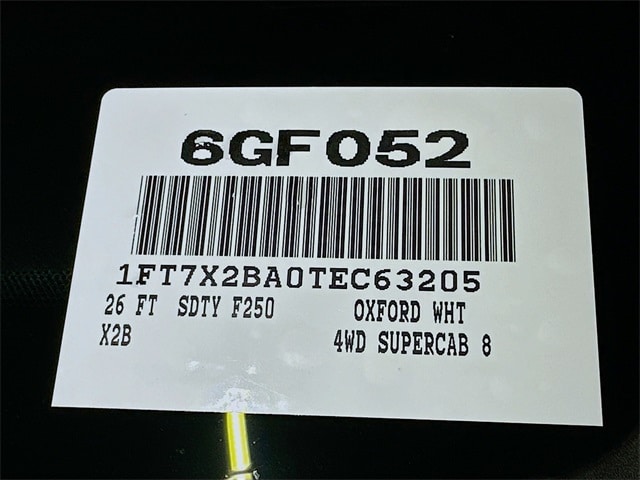 6GF052
1FT7X2BA0TEC63205
26 FT SDTY F250 OXFORD WHT
X2B 4WD SUPERCAB 8